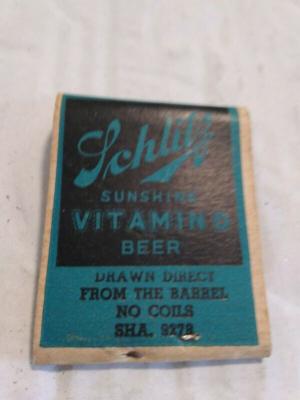 Schlitz
SUNSHINE
VITAMIN D
BEER
DRAWN DIRECT
FROM THE BARREL
NO COILS
SHA. 9278